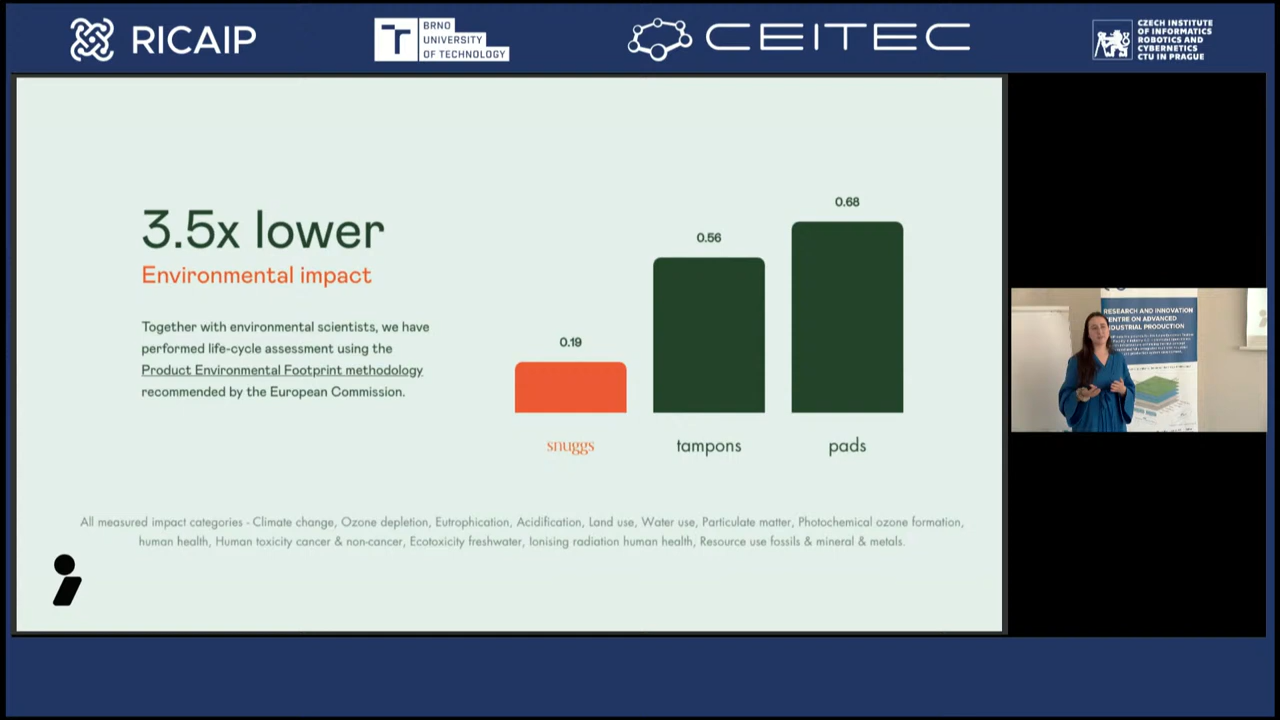 RICAIP
BRNO
UNIVERSITY
OF TECHNOLOGY
CEITEC
CZECH INSTITUTE
OF INFORMATICS
ROBOTICS AND
CYBERNETICS
CTU IN PRAGUE
3.5x lower
Environmental impact
Together with environmental scientists, we have
performed life-cycle assessment using the
Product Environmental Footprint methodology
recommended by the European Commission.
0.19
0.56
0.68
snuggs
tampons
pads
All measured impact categories - Climate change, Ozone depletion, Eutrophication, Acidification, Land use, Water use, Particulate matter, Photochemical ozone formation,
human health, Human toxicity cancer & non-cancer, Ecotoxicity freshwater, Ionising radiation human health, Resource use fossils & mineral & metals.
RESEARCH AND INNOVATION
CENTRE ON ADVANCED
INDUSTRIAL PRODUCTION